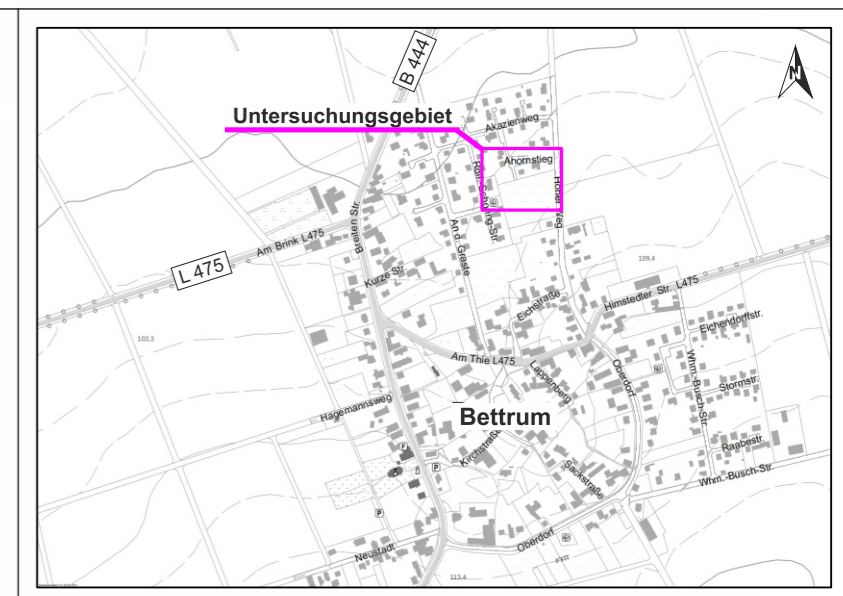 B 444
N
Untersuchungsgebiet
Akazienweg
Ahornstieg
Hoher Weg
Breiten Str.
Am Brink L475
L 475
An d. Graste
Kurze Str.
109,4
Himstedter Str. L475
Eichstraße
Eichendorffstr.
103,3
Am Thie L475
Lappenberg
Oberdorf
Whm.-Busch-Str.
Stormstr.
Hagemannsweg
Bettrum
Kirchstraße
Raabestr.
Sackstraße
Whm.-Busch-Str.
P
P
Neustadt
Oberdorf
113,4